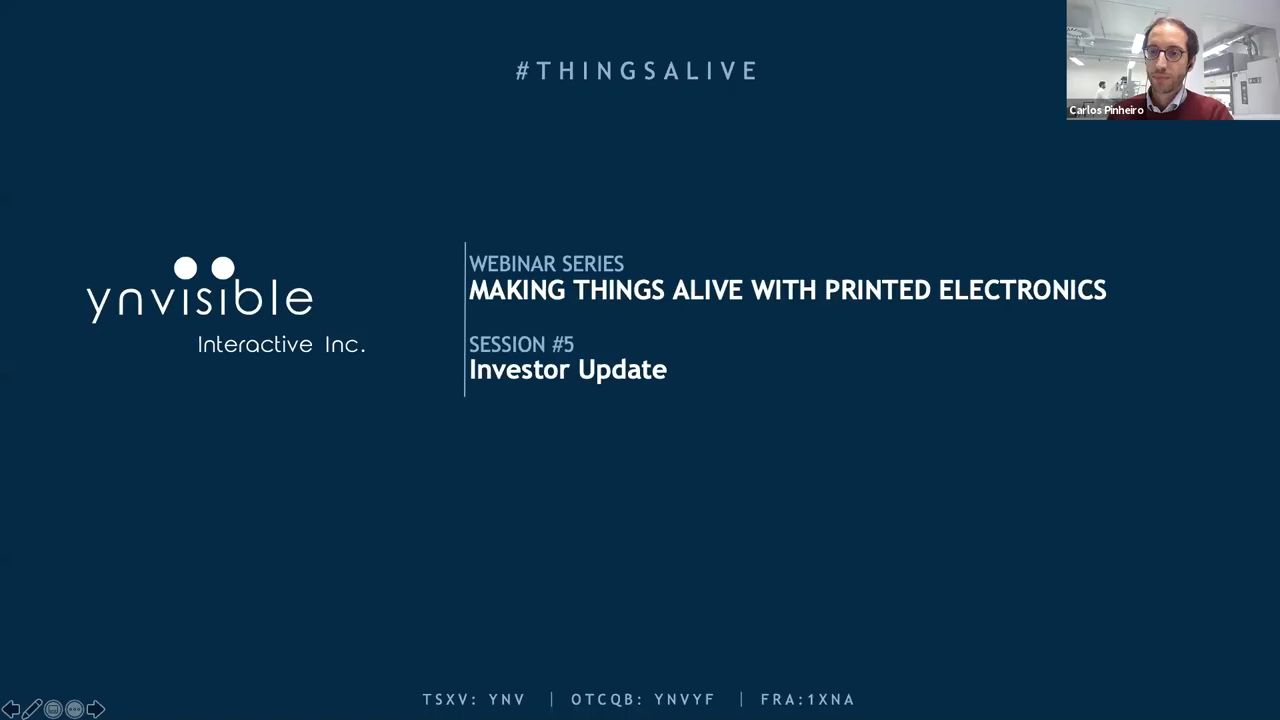 #THINGSALIVE
Carlos Pinheiro
ynvisible
Interactive Inc.
WEBINAR SERIES
MAKING THINGS ALIVE WITH PRINTED ELECTRONICS
SESSION #5
Investor Update
TSXV: YNV | OTCQB: YNVYF | FRA:1XNA